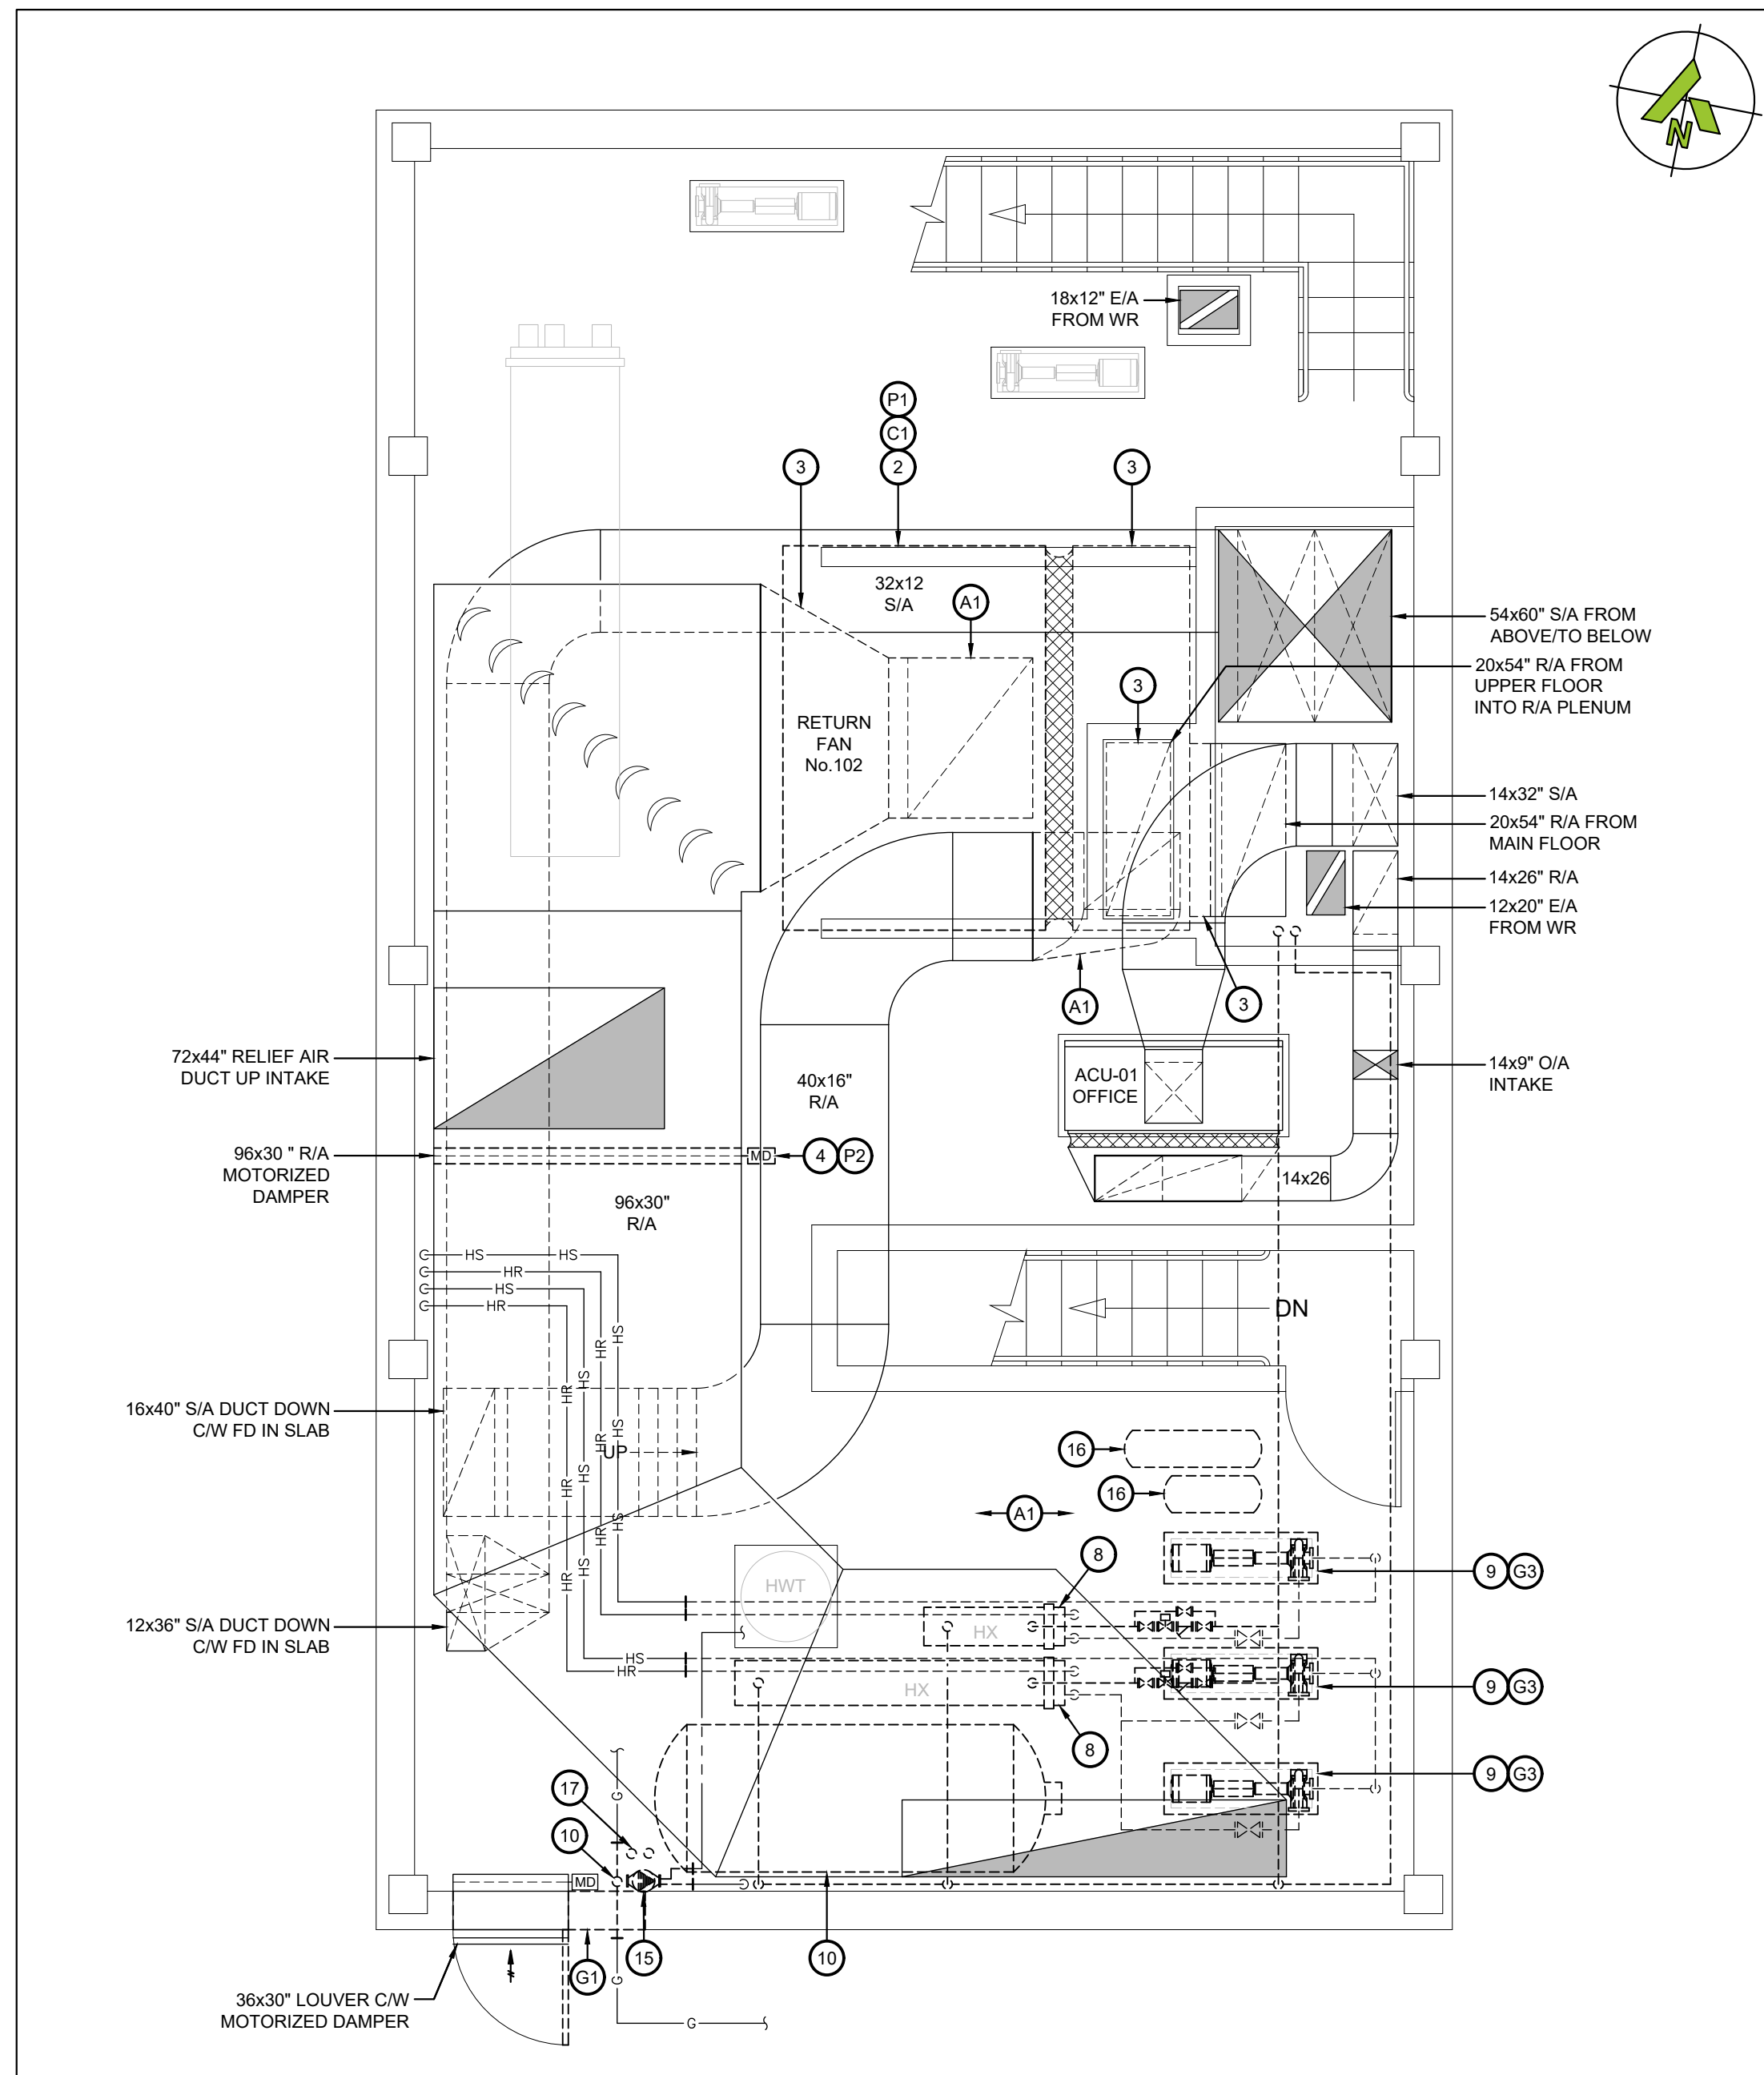 N
18x12" E/A
FROM WR
P1
C1
2
3
3
32x12
S/A
A1
54x60" S/A FROM
ABOVE/TO BELOW
20x54" R/A FROM
UPPER FLOOR
INTO R/A PLENUM
3
RETURN
FAN
No.102
14x32" S/A
20x54" R/A FROM
MAIN FLOOR
14x26" R/A
12x20" E/A
FROM WR
A1
3
72x44" RELIEF AIR
DUCT UP INTAKE
40x16"
R/A
ACU-01
OFFICE
14x9" O/A
INTAKE
96x30 " R/A
MOTORIZED
DAMPER
MD
4
P2
14x26
96x30"
R/A
HS
HS
HR
HS
HR
DN
HS
HR
HS
HR
16x40" S/A DUCT DOWN
C/W FD IN SLAB
HS
HR
UP
HS
HR
16
16
A1
HS
HR
HR
8
9
G3
HWT
12x36" S/A DUCT DOWN
C/W FD IN SLAB
HX
HS
HR
HX
9
G3
8
17
G
9
G3
10
MD
15
10
G1
G
36x30" LOUVER C/W
MOTORIZED DAMPER
G